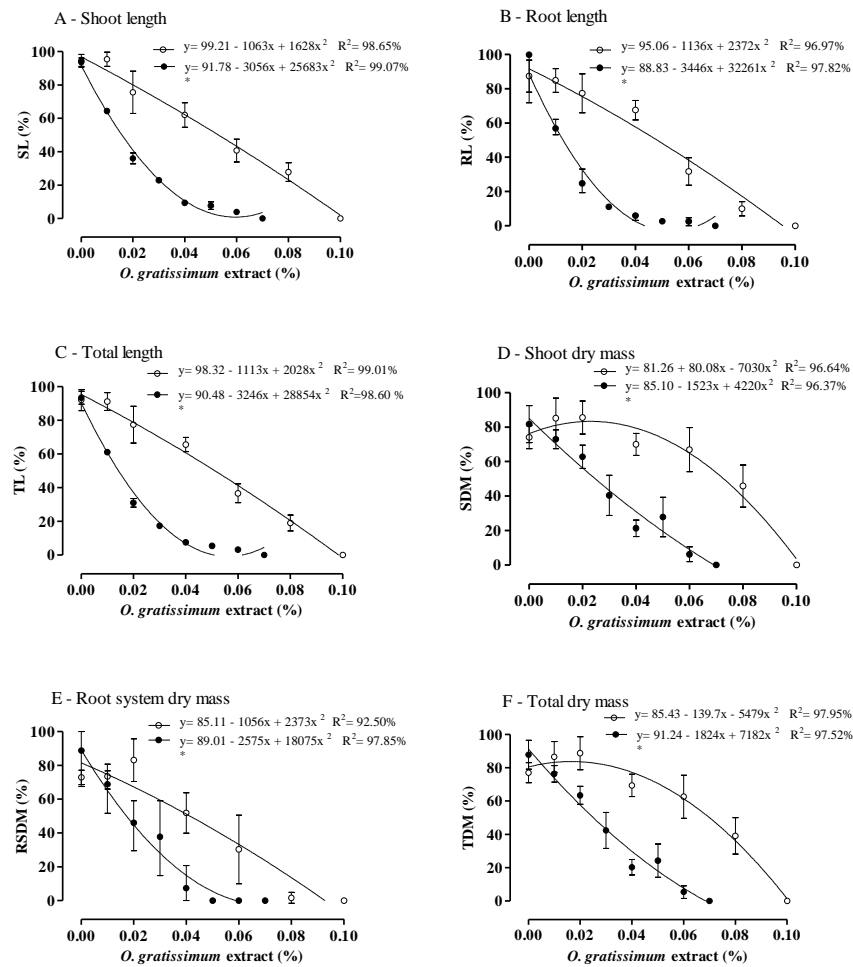 A - Shoot length
y= 99.21 - 1063x + 1628x² R²= 98.65%
y= 91.78 - 3056x + 25683x² R²= 99.07%
*
100
80
60
40
20
0
SL (%)
0.00 0.02 0.04 0.06 0.08 0.10
O. gratissimum extract (%)
B - Root length
y= 95.06 - 1136x + 2372x² R²= 96.97%
y= 88.83 - 3446x + 32261x² R²= 97.82%
*
100
80
60
40
20
0
RL (%)
0.00 0.02 0.04 0.06 0.08 0.10
O. gratissimum extract (%)
C - Total length
y= 98.32 - 1113x + 2028x² R²= 99.01%
y= 90.48 - 3246x + 28854x² R²=98.60 %
*
100
80
60
40
20
0
TL (%)
0.00 0.02 0.04 0.06 0.08 0.10
O. gratissimum extract (%)
D - Shoot dry mass
y= 81.26 + 80.08x - 7030x² R²= 96.64%
y= 85.10 - 1523x + 4220x² R²= 96.37%
*
100
80
60
40
20
0
SDM (%)
0.00 0.02 0.04 0.06 0.08 0.10
O. gratissimum extract (%)
E - Root system dry mass
y= 85.11 - 1056x + 2373x² R²= 92.50%
y= 89.01 - 2575x + 18075x² R²= 97.85%
*
100
80
60
40
20
0
RSDM (%)
0.00 0.02 0.04 0.06 0.08 0.10
O. gratissimum extract (%)
F - Total dry mass
y= 85.43 - 139.7x - 5479x² R²= 97.95%
y= 91.24 - 1824x + 7182x² R²= 97.52%
*
100
80
60
40
20
0
TDM (%)
0.00 0.02 0.04 0.06 0.08 0.10
O. gratissimum extract (%)